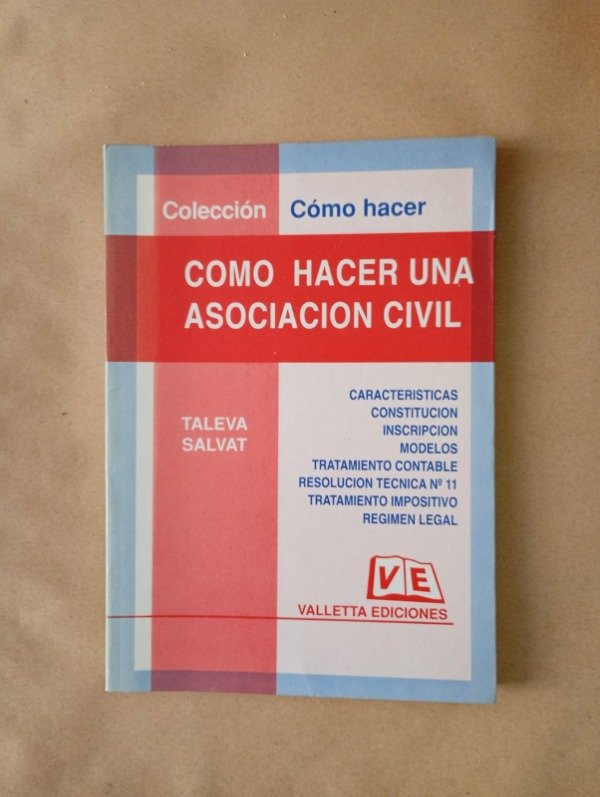 Colección Cómo hacer
COMO HACER UNA
ASOCIACION CIVIL
TALEVA
SALVAT
CARACTERISTICAS
CONSTITUCION
INSCRIPCION
MODELOS
TRATAMIENTO CONTABLE
RESOLUCION TECNICA Nº 11
TRATAMIENTO IMPOSITIVO
REGIMEN LEGAL
VE
VALLETTA EDICIONES